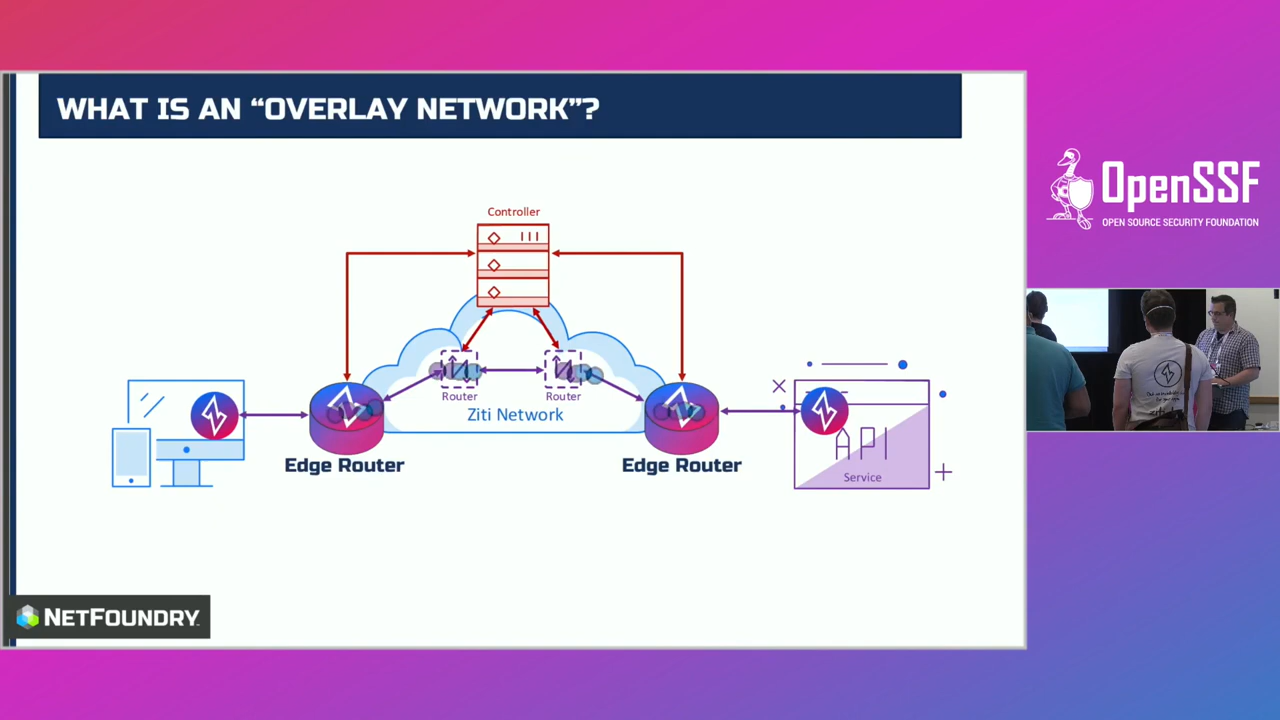 WHAT IS AN “OVERLAY NETWORK”?
Controller
Router
Router
Ziti Network
Edge Router
Edge Router
API
Service
NETFOUNDRY
OpenSSF
OPEN SOURCE SECURITY FOUNDATION